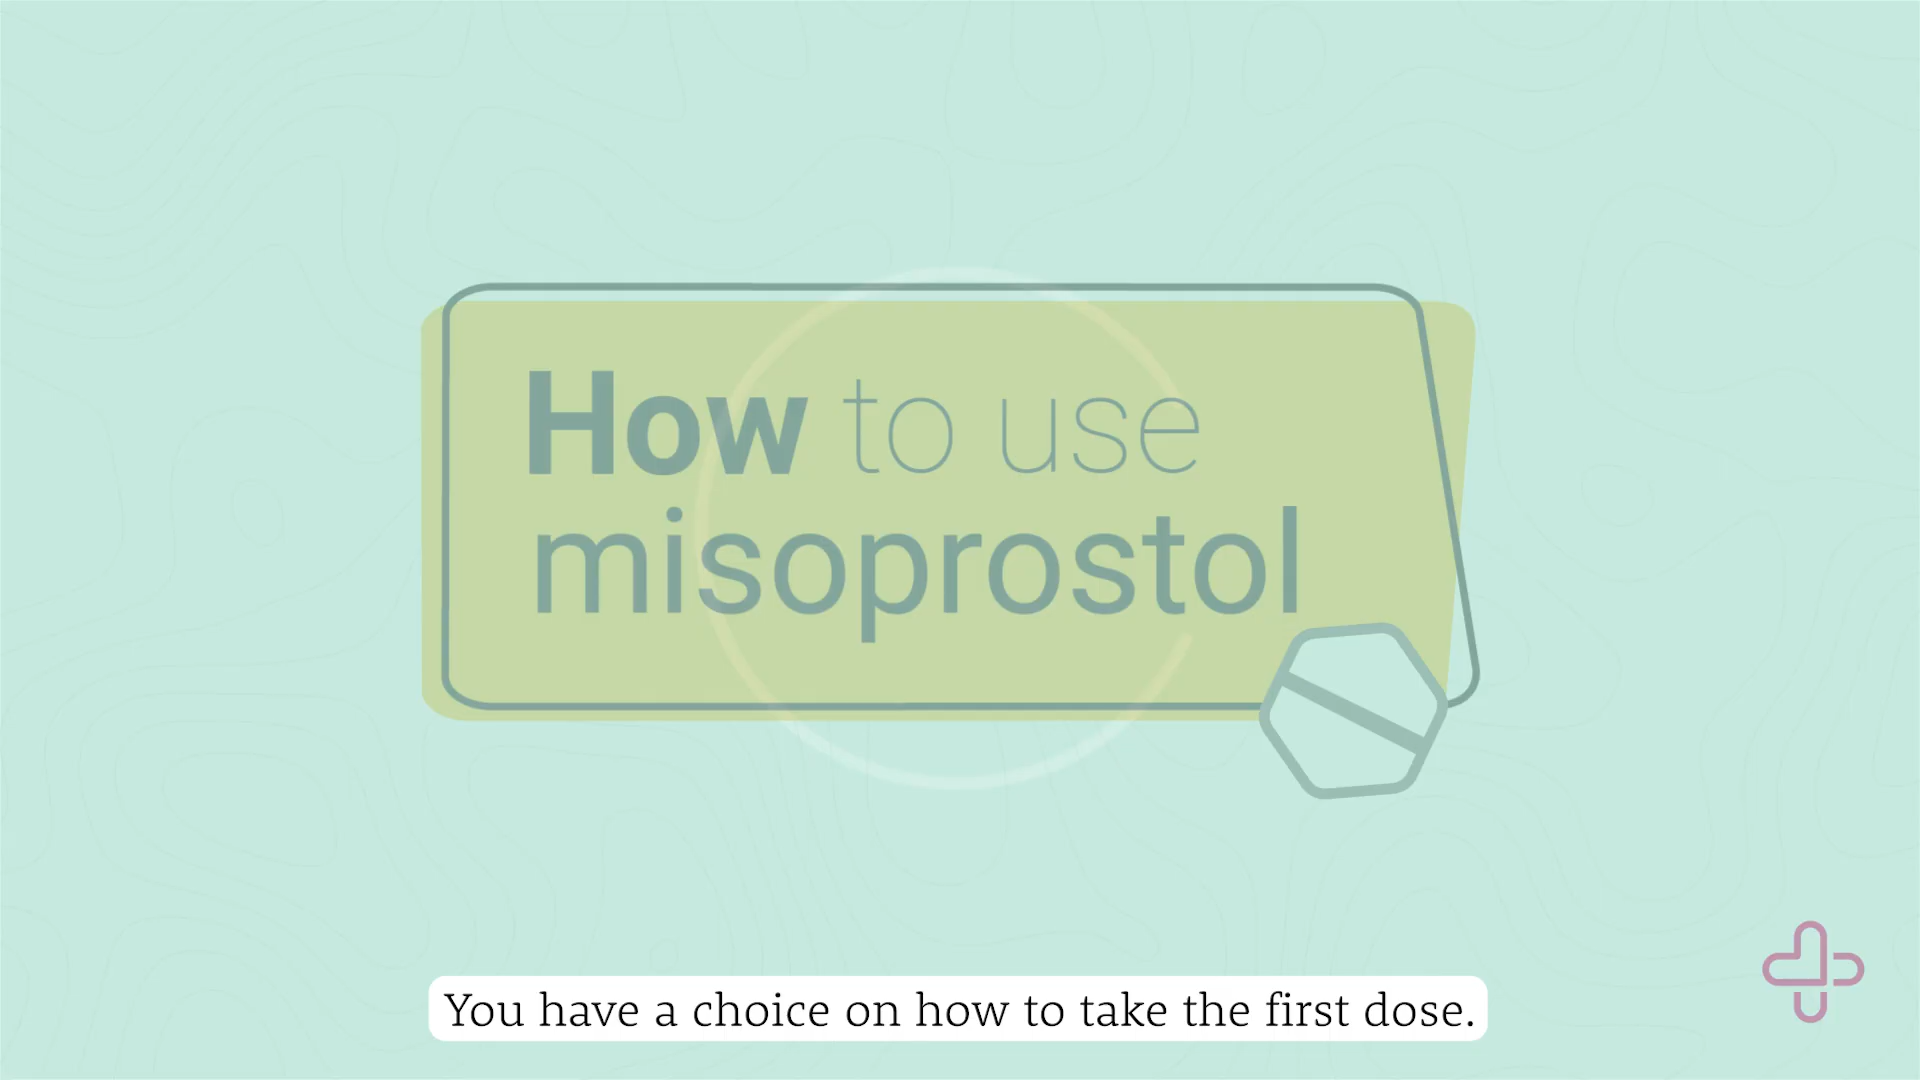 How to use
misoprostol
You have a choice on how to take the first dose.